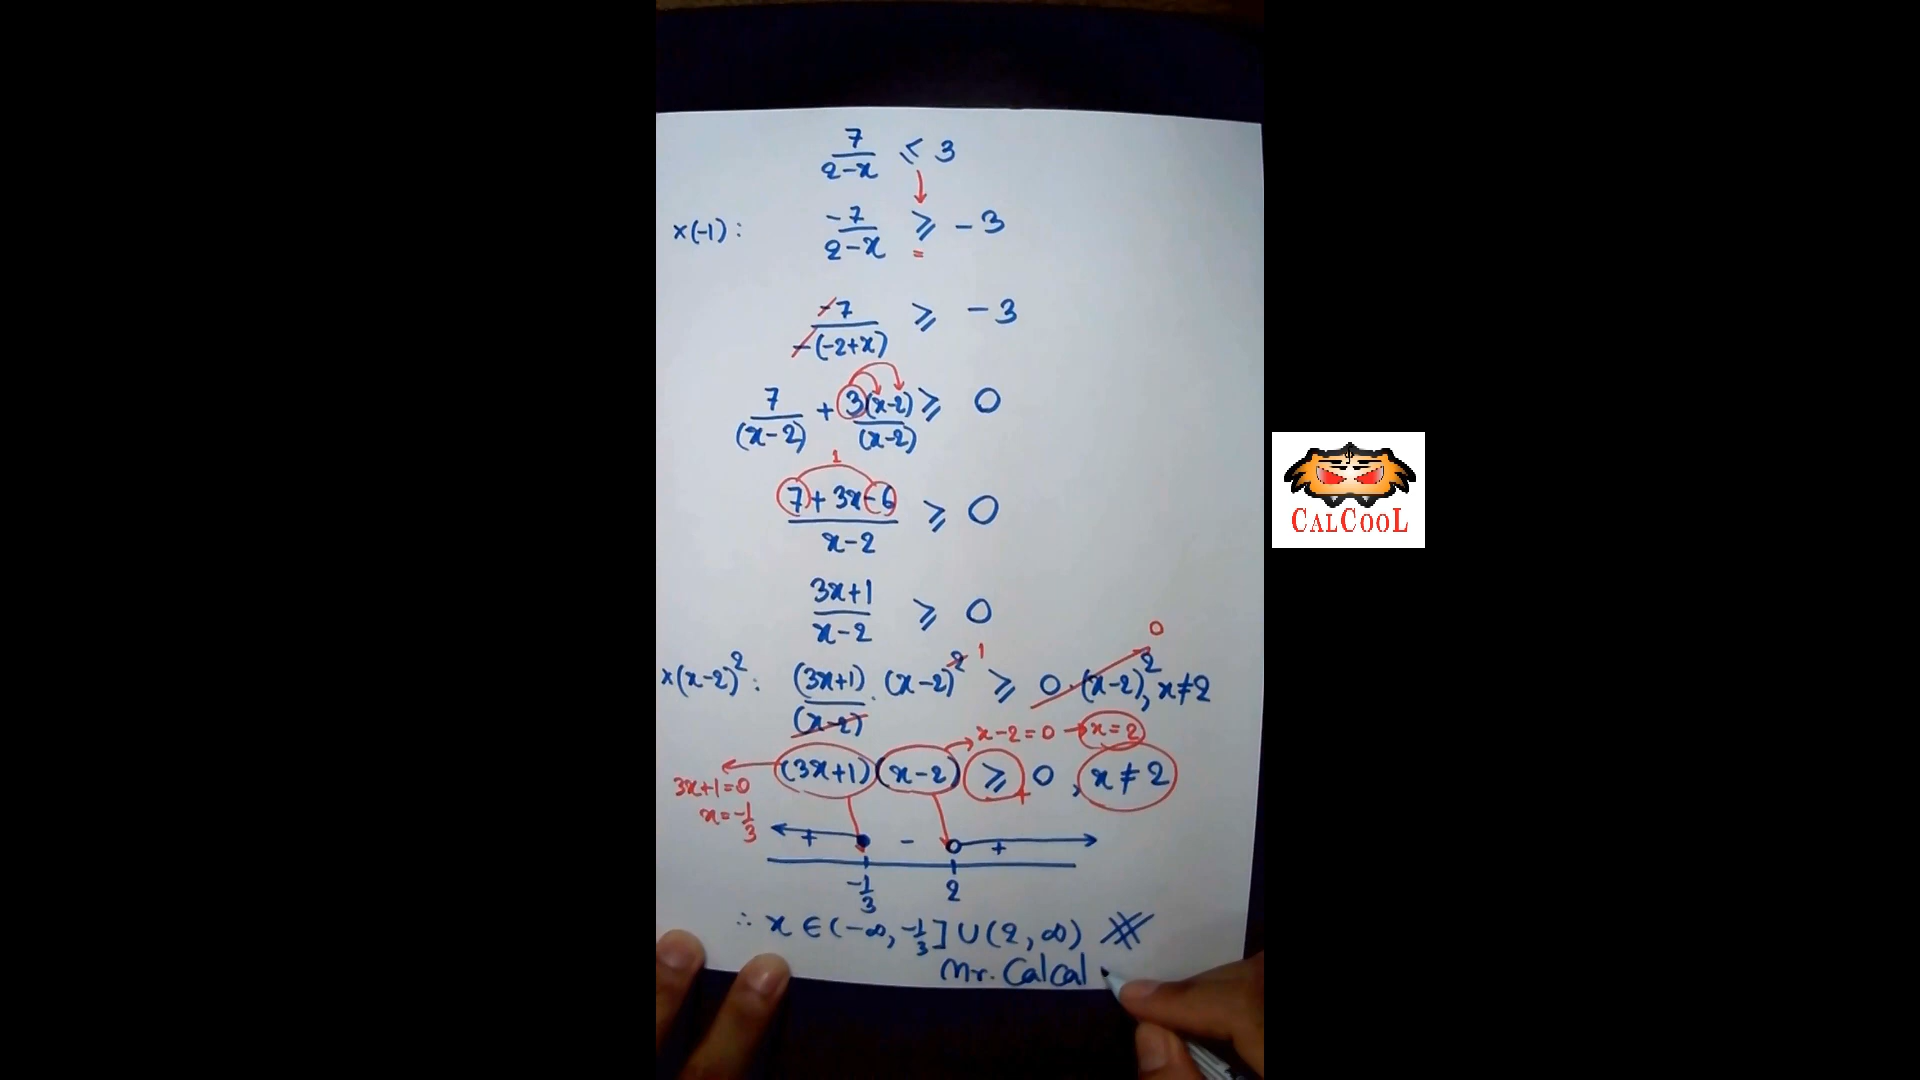 7/(2-x) ≤ 3
×(-1): -7/(2-x) ≥ -3
=
-7/-(-2+x) ≥ -3
7/(x-2) + 3(x-2)/(x-2) ≥ 0
1
(7+3x-6)/(x-2) ≥ 0
(3x+1)/(x-2) ≥ 0
0
×(x-2)²: (3x+1)/(x-2) · (x-2)² 1 ≥ 0·(x-2)², x≠2
x-2=0 → x=2
(3x+1)(x-2) ≥ 0, x≠2
+
3x+1=0
x=-1/3
+ - +
-1/3 2
∴ x ∈ (-∞, -1/3] ∪ (2, ∞) #
Mr. CalCal
CALCOOL